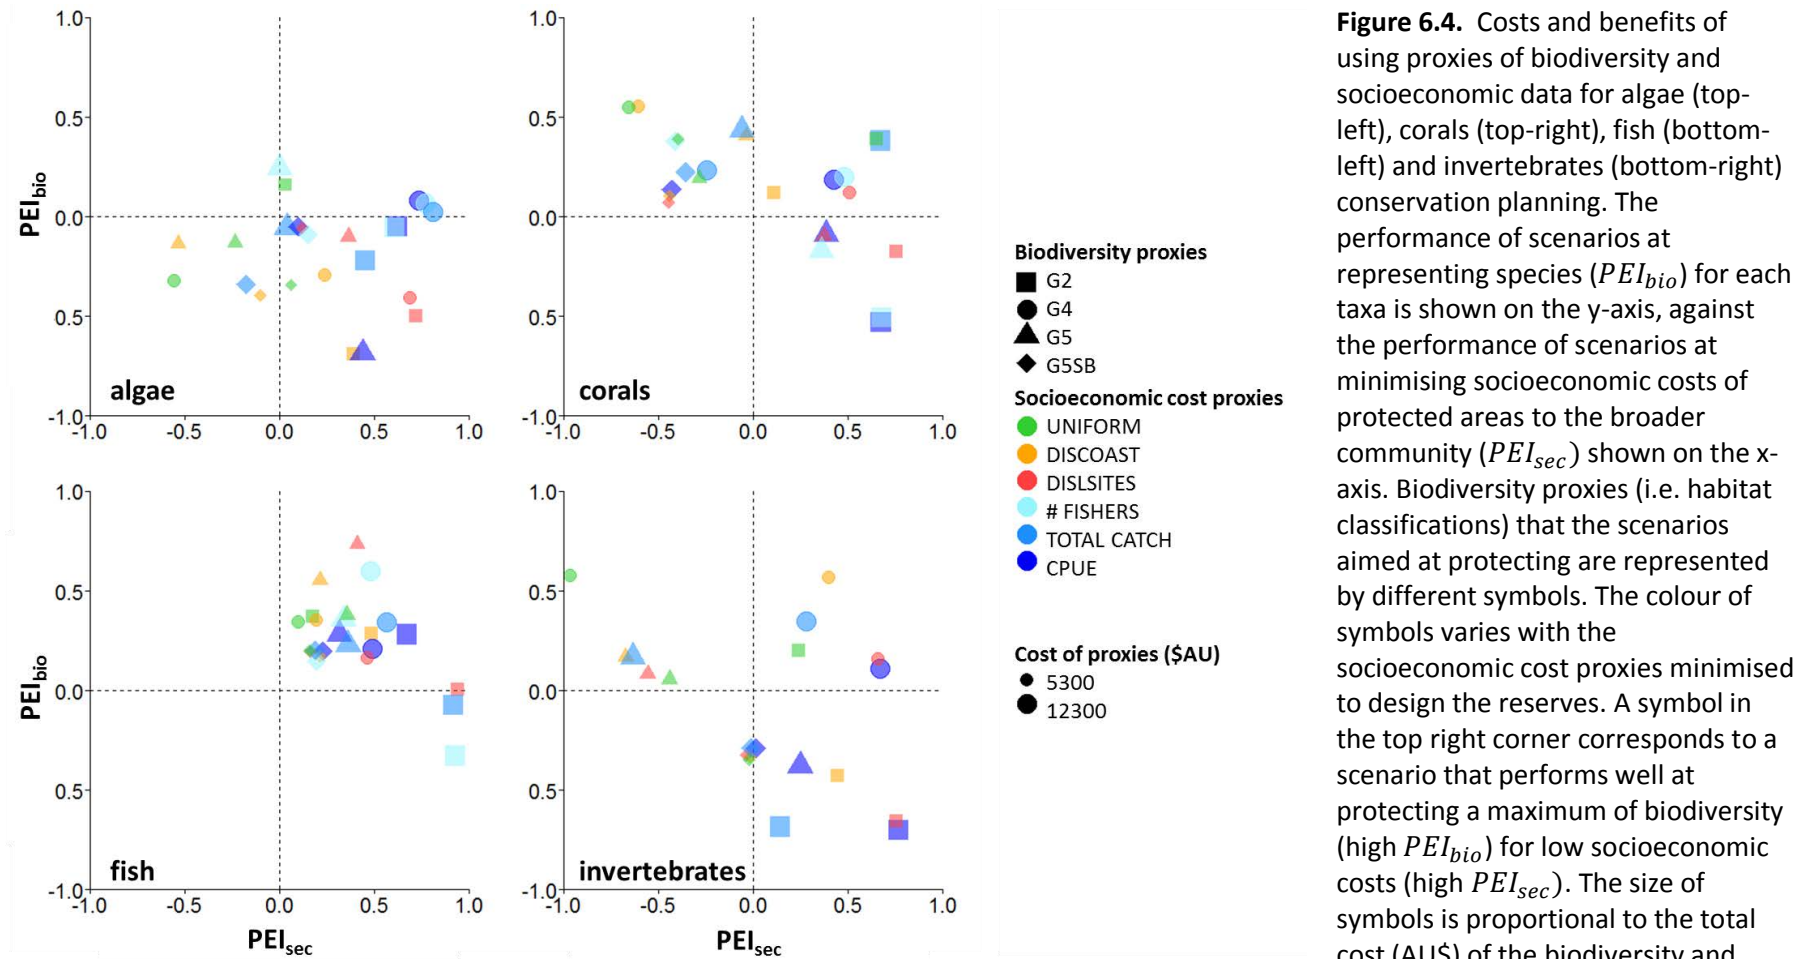 1.0
0.5
0.0
0.5
-1.0
-1.0
-0.5
0.0
0.5
1.0
PEIbio
algae
1.0
0.5
0.0
0.5
-1.0
-1.0
-0.5
0.0
0.5
1.0
corals
1.0
0.5
0.0
0.5
-1.0
-1.0
-0.5
0.0
0.5
1.0
PEIbio
fish
PEIsec
1.0
0.5
0.0
0.5
-1.0
-1.0
-0.5
0.0
0.5
1.0
invertebrates
PEIsec
Biodiversity proxies
G2
G4
G5
G5SB
Socioeconomic cost proxies
UNIFORM
DISCOAST
DISLSITES
# FISHERS
TOTAL CATCH
CPUE
Cost of proxies ($AU)
5300
12300
Figure 6.4. Costs and benefits of
using proxies of biodiversity and
socioeconomic data for algae (top-
left), corals (top-right), fish (bottom-
left) and invertebrates (bottom-right)
conservation planning. The
performance of scenarios at
representing species (PEIbio) for each
taxa is shown on the y-axis, against
the performance of scenarios at
minimising socioeconomic costs of
protected areas to the broader
community (PEIsec) shown on the x-
axis. Biodiversity proxies (i.e. habitat
classifications) that the scenarios
aimed at protecting are represented
by different symbols. The colour of
symbols varies with the
socioeconomic cost proxies minimised
to design the reserves. A symbol in
the top right corner corresponds to a
scenario that performs well at
protecting a maximum of biodiversity
(high PEIbio) for low socioeconomic
costs (high PEIsec). The size of
symbols is proportional to the total
cost (AU$) of the biodiversity and